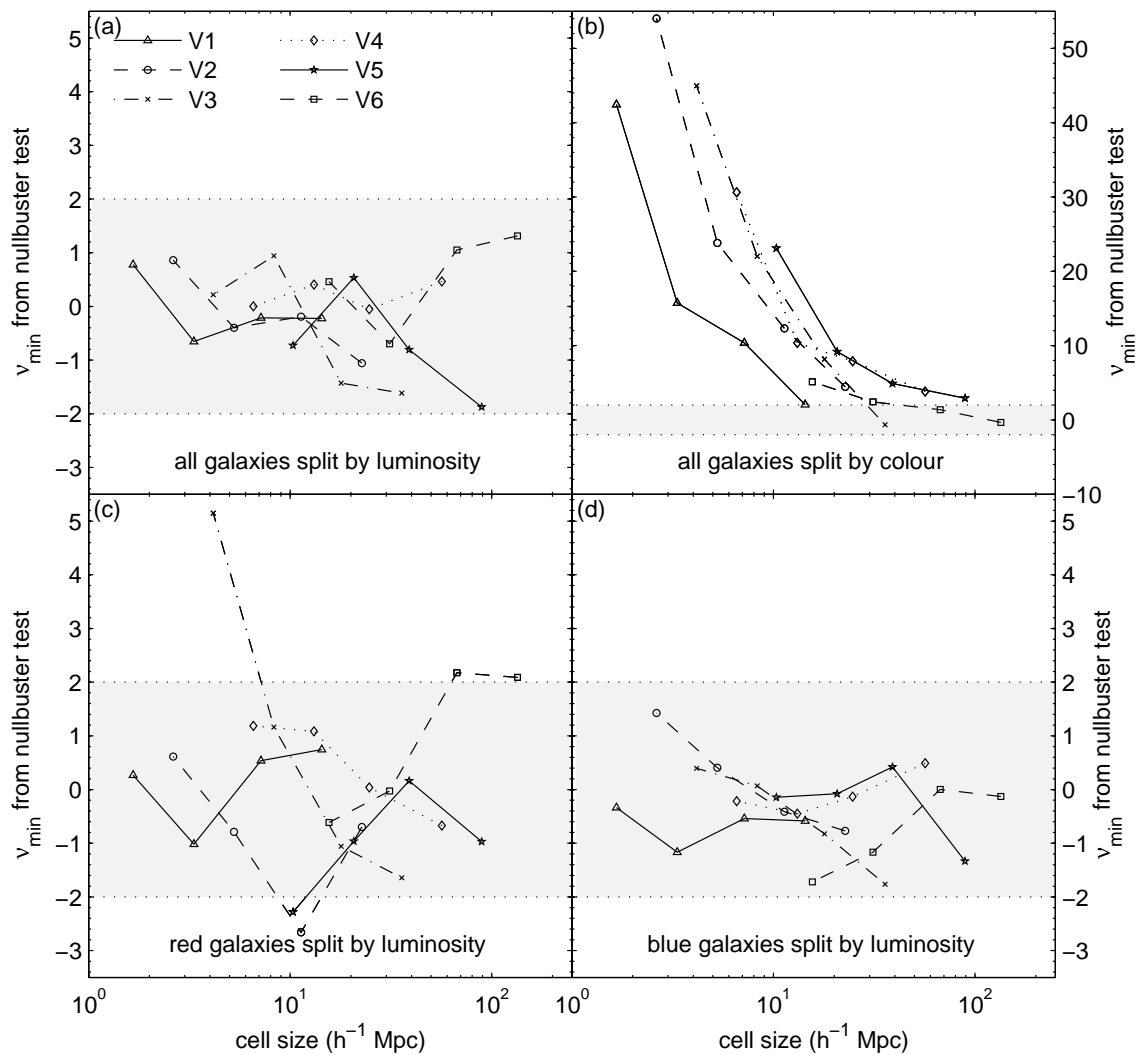 (a)
V1
V2
V3
V4
V5
V6
5
4
3
2
1
0
−1
−2
−3
νmin from nullbuster test
all galaxies split by luminosity
(b)
50
40
30
20
10
0
−10
νmin from nullbuster test
all galaxies split by colour
(c)
5
4
3
2
1
0
−1
−2
−3
νmin from nullbuster test
red galaxies split by luminosity
10^0 10^1 10^2
cell size (h^−1 Mpc)
(d)
5
4
3
2
1
0
−1
−2
−3
νmin from nullbuster test
blue galaxies split by luminosity
10^0 10^1 10^2
cell size (h^−1 Mpc)